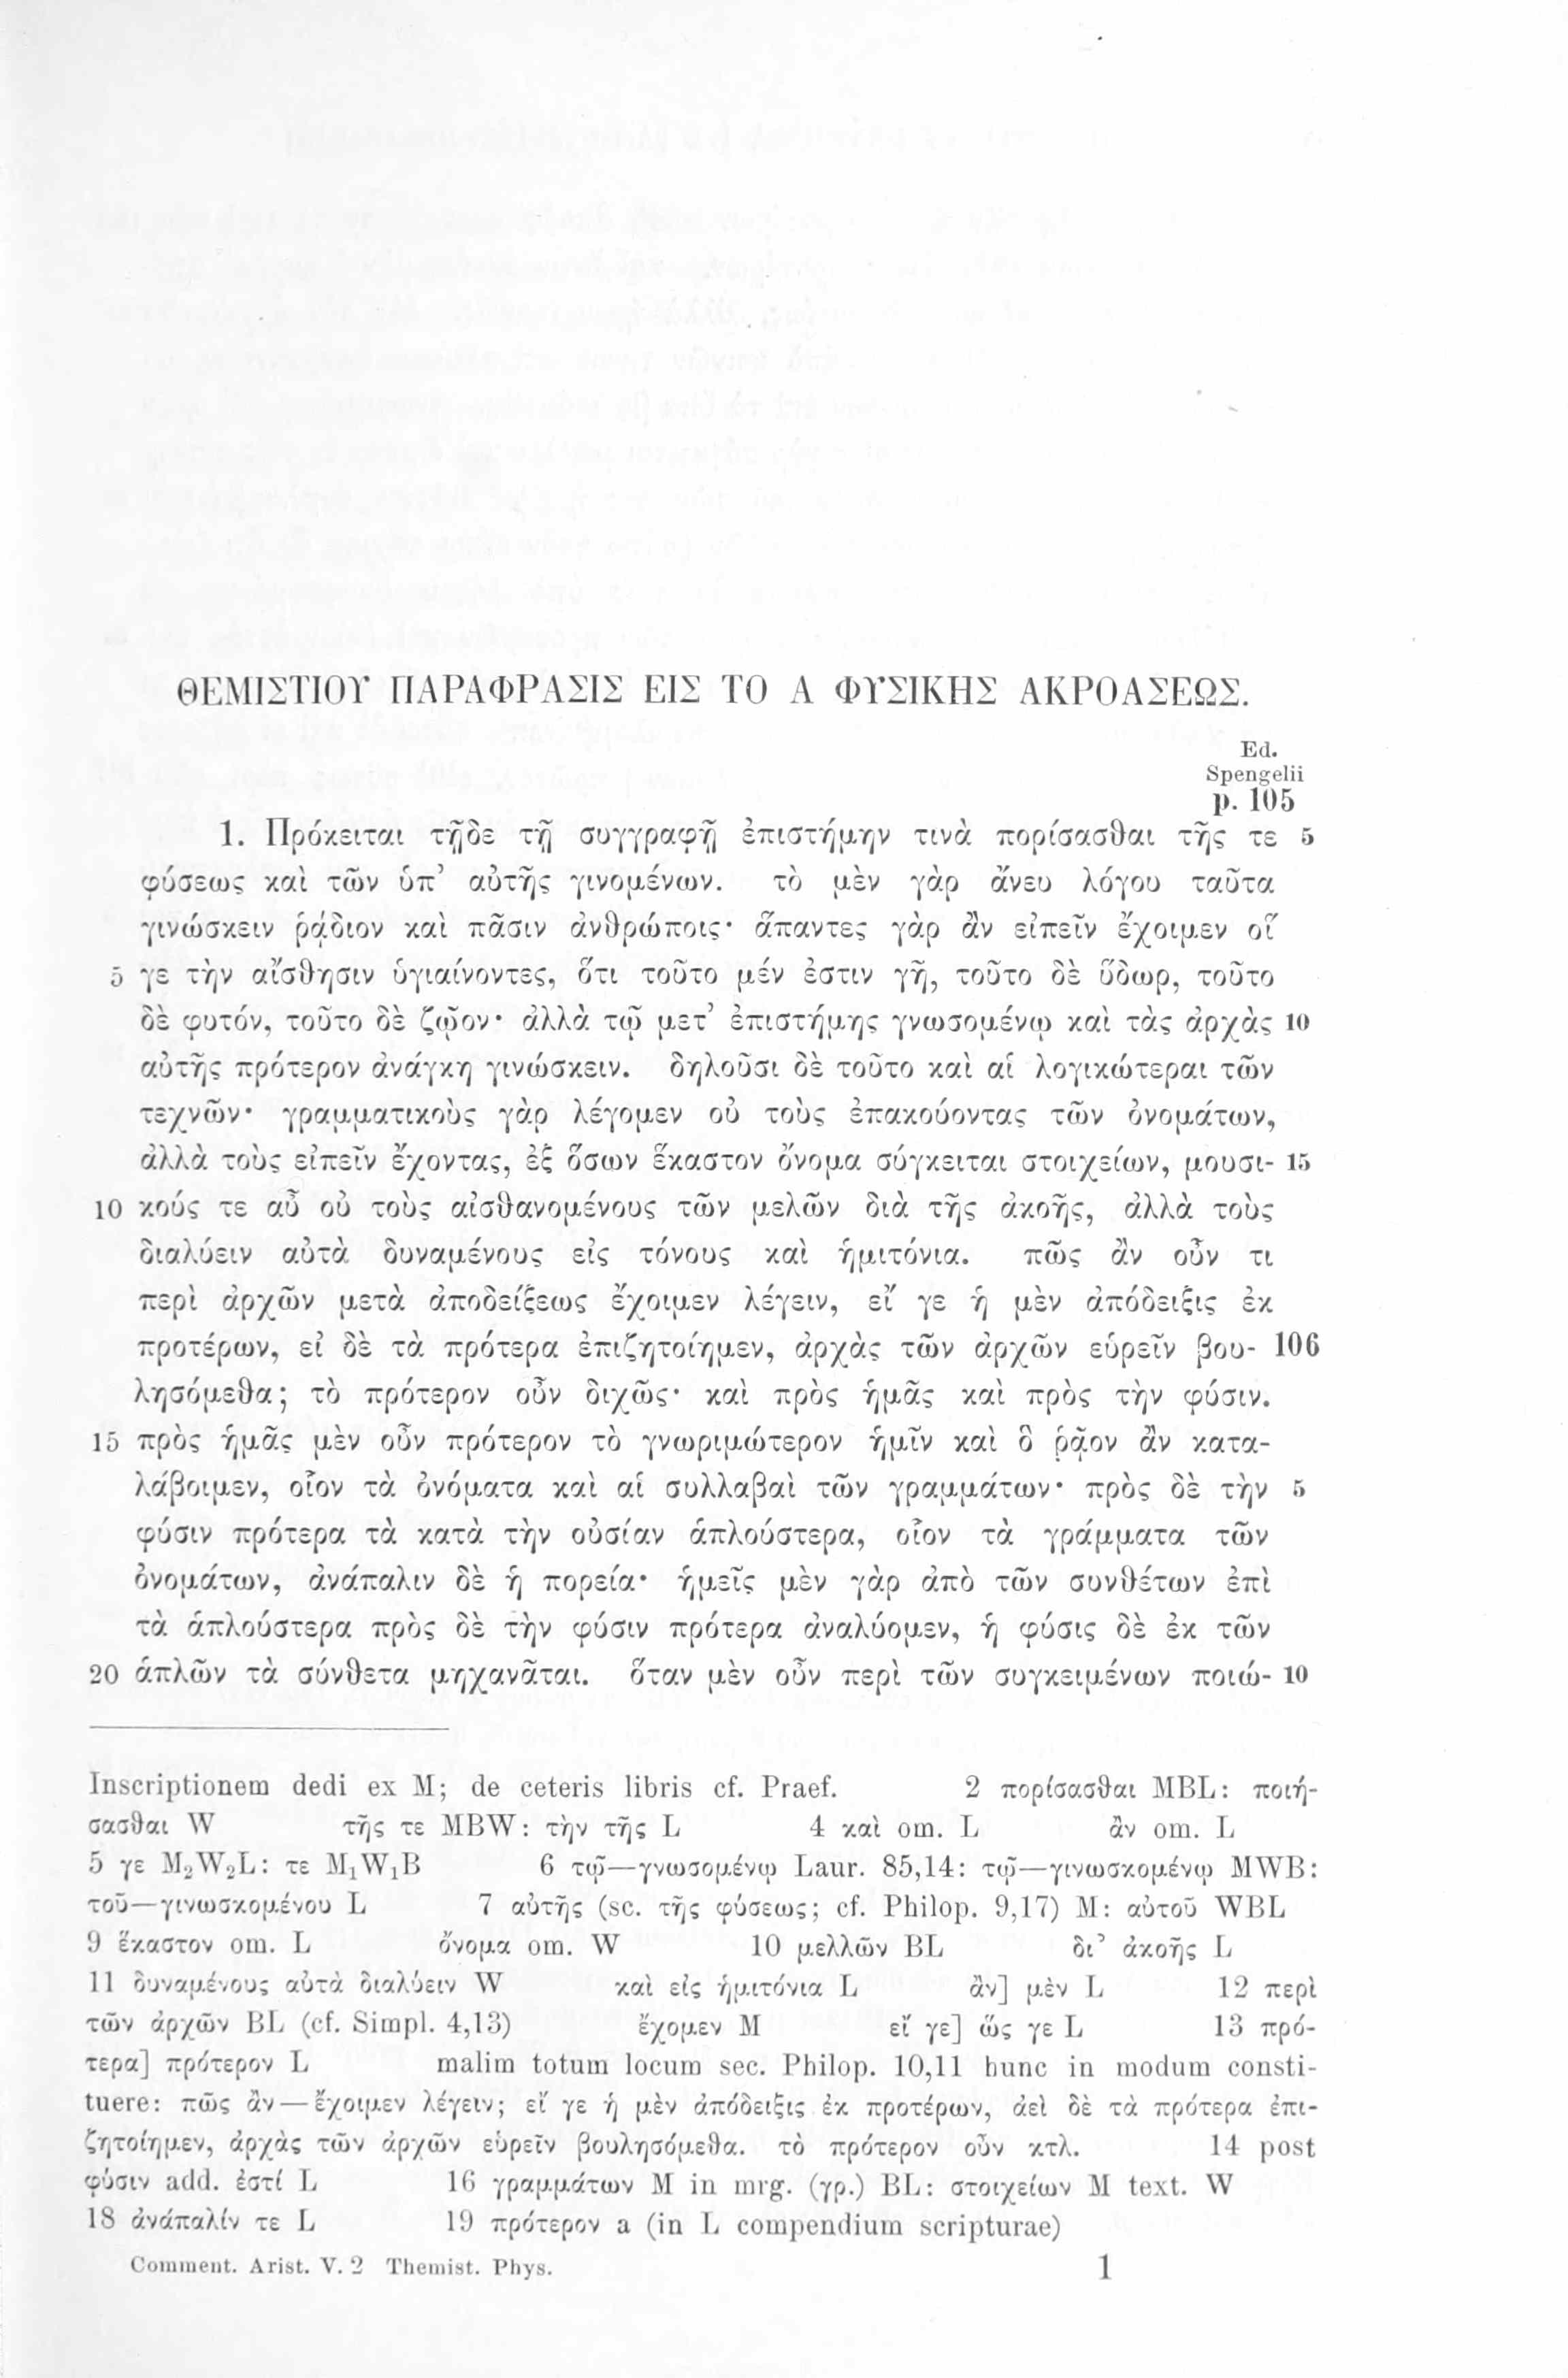 ΘΕΜΙΣΤΙΟΥ ΠΑΡΑΦΡΑΣΙΣ ΕΙΣ ΤΟ Α ΦΥΣΙΚΗΣ ΑΚΡΟΑΣΕΩΣ.
Ed.
Spengelii
p. 105
1. Πρόκειται τῇδε τῇ συγγραφῇ ἐπιστήμην τινὰ πορίσασθαι τῆς τε 5
φύσεως καὶ τῶν ὑπ’ αὐτῆς γινομένων. τὸ μὲν γὰρ ἄνευ λόγου ταῦτα
γινώσκειν ῥᾴδιον καὶ πᾶσιν ἀνθρώποις· ἅπαντες γὰρ ἂν εἰπεῖν ἔχοιμεν οἵ
5 γε τὴν αἴσθησιν ὑγιαίνοντες, ὅτι τοῦτο μέν ἐστιν γῆ, τοῦτο δὲ ὕδωρ, τοῦτο
δὲ φυτόν, τοῦτο δὲ ζῷον· ἀλλὰ τῷ μετ’ ἐπιστήμης γνωσομένῳ καὶ τὰς ἀρχὰς 10
αὐτῆς πρότερον ἀνάγκη γινώσκειν. δηλοῦσι δὲ τοῦτο καὶ αἱ λογικώτεραι τῶν
τεχνῶν· γραμματικοὺς γὰρ λέγομεν οὐ τοὺς ἐπακούοντας τῶν ὀνομάτων,
ἀλλὰ τοὺς εἰπεῖν ἔχοντας, ἐξ ὅσων ἕκαστον ὄνομα σύγκειται στοιχείων, μουσι- 15
10 κούς τε αὖ οὐ τοὺς αἰσθανομένους τῶν μελῶν διὰ τῆς ἀκοῆς, ἀλλὰ τοὺς
διαλύειν αὐτὰ δυναμένους εἰς τόνους καὶ ἡμιτόνια. πῶς ἂν οὖν τι
περὶ ἀρχῶν μετὰ ἀποδείξεως ἔχοιμεν λέγειν, εἴ γε ἡ μὲν ἀπόδειξις ἐκ
προτέρων, εἰ δὲ τὰ πρότερα ἐπιζητοίημεν, ἀρχὰς τῶν ἀρχῶν εὑρεῖν βου- 106
λησόμεθα; τὸ πρότερον οὖν διχῶς· καὶ πρὸς ἡμᾶς καὶ πρὸς τὴν φύσιν.
15 πρὸς ἡμᾶς μὲν οὖν πρότερον τὸ γνωριμώτερον ἡμῖν καὶ ὃ ῥᾷον ἂν κατα-
λάβοιμεν, οἷον τὰ ὀνόματα καὶ αἱ συλλαβαὶ τῶν γραμμάτων· πρὸς δὲ τὴν 5
φύσιν πρότερα τὰ κατὰ τὴν οὐσίαν ἁπλούστερα, οἷον τὰ γράμματα τῶν
ὀνομάτων, ἀνάπαλιν δὲ ἡ πορεία· ἡμεῖς μὲν γὰρ ἀπὸ τῶν συνθέτων ἐπὶ
τὰ ἁπλούστερα πρὸς δὲ τὴν φύσιν πρότερα ἀναλύομεν, ἡ φύσις δὲ ἐκ τῶν
20 ἁπλῶν τὰ σύνθετα μηχανᾶται. ὅταν μὲν οὖν περὶ τῶν συγκειμένων ποιώ- 10
Inscriptionem dedi ex M; de ceteris libris cf. Praef. 2 πορίσασθαι MBL: ποιή-
σασθαι W τῆς τε MBW: τὴν τῆς L 4 καὶ om. L ἂν om. L
5 γε M₂W₂L: τε M₁W₁B 6 τῷ—γνωσομένῳ Laur. 85,14: τῷ—γινωσκομένῳ MWB:
τοῦ—γινωσκομένου L 7 αὐτῆς (sc. τῆς φύσεως; cf. Philop. 9,17) M: αὐτοῦ WBL
9 ἕκαστον om. L ὄνομα om. W 10 μελλῶν BL δι’ ἀκοῆς L
11 δυναμένους αὐτὰ διαλύειν W καὶ εἰς ἡμιτόνια L ἂν] μὲν L 12 περὶ
τῶν ἀρχῶν BL (cf. Simpl. 4,13) ἔχομεν M εἴ γε] ὥς γε L 13 πρό-
τερα] πρότερον L malim totum locum sec. Philop. 10,11 hunc in modum consti-
tuere: πῶς ἂν—ἔχοιμεν λέγειν; εἴ γε ἡ μὲν ἀπόδειξις ἐκ προτέρων, ἀεὶ δὲ τὰ πρότερα ἐπι-
ζητοίημεν, ἀρχὰς τῶν ἀρχῶν εὑρεῖν βουλησόμεθα. τὸ πρότερον οὖν κτλ. 14 post
φύσιν add. ἐστί L 16 γραμμάτων M in mrg. (γρ.) BL: στοιχείων M text. W
18 ἀνάπαλίν τε L 19 πρότερον a (in L compendium scripturae)
Comment. Arist. V. 2 Themist. Phys. 1